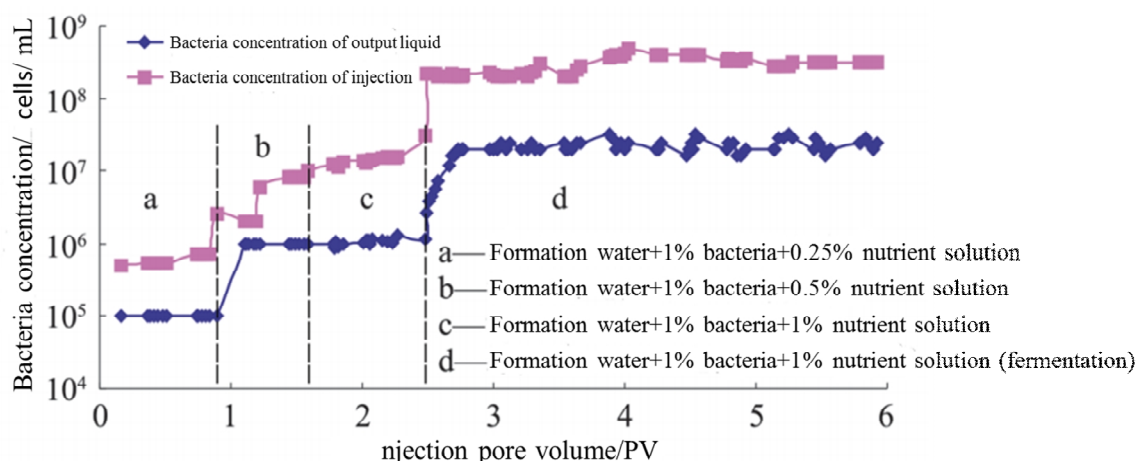 Bacteria concentration/ cells/ mL
10⁹
10⁸
10⁷
10⁶
10⁵
10⁴
Bacteria concentration of output liquid
Bacteria concentration of injection
a
b
c
d
a — Formation water+1% bacteria+0.25% nutrient solution
b — Formation water+1% bacteria+0.5% nutrient solution
c — Formation water+1% bacteria+1% nutrient solution
d — Formation water+1% bacteria+1% nutrient solution (fermentation)
0 1 2 3 4 5 6
njection pore volume/PV